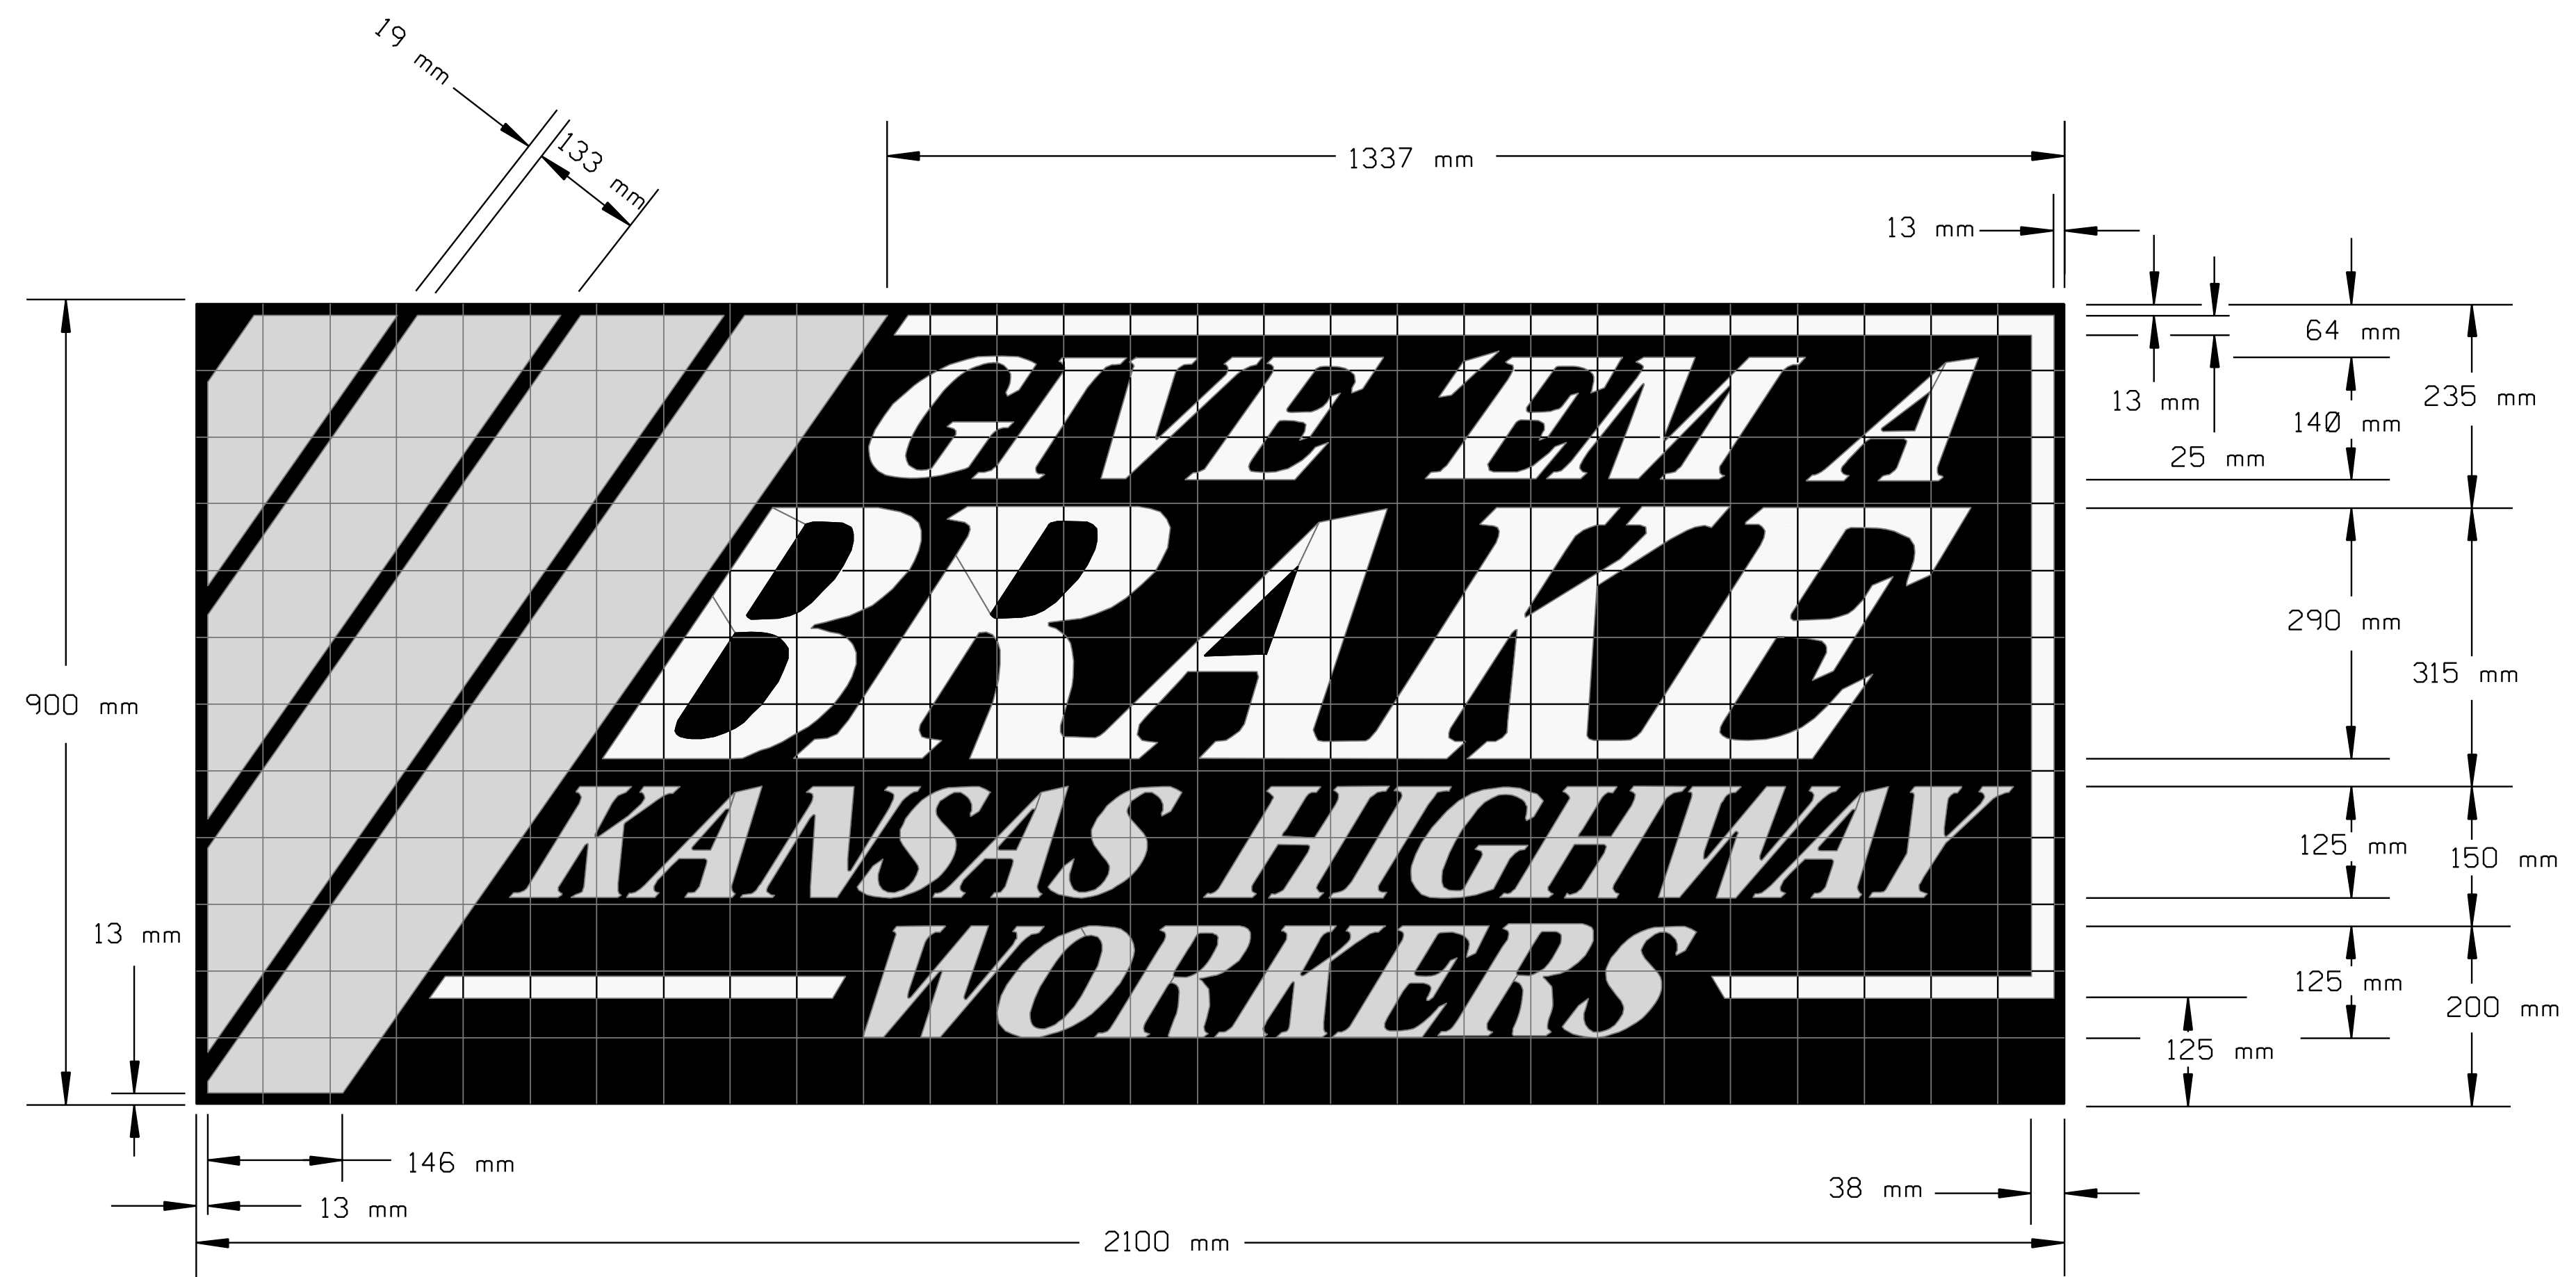 19 mm
133 mm
1337 mm
13 mm
64 mm
13 mm
235 mm
140 mm
25 mm
GIVE 'EM A
BRAKE
290 mm
315 mm
900 mm
KANSAS HIGHWAY
125 mm
150 mm
13 mm
WORKERS
125 mm
200 mm
125 mm
146 mm
38 mm
13 mm
2100 mm